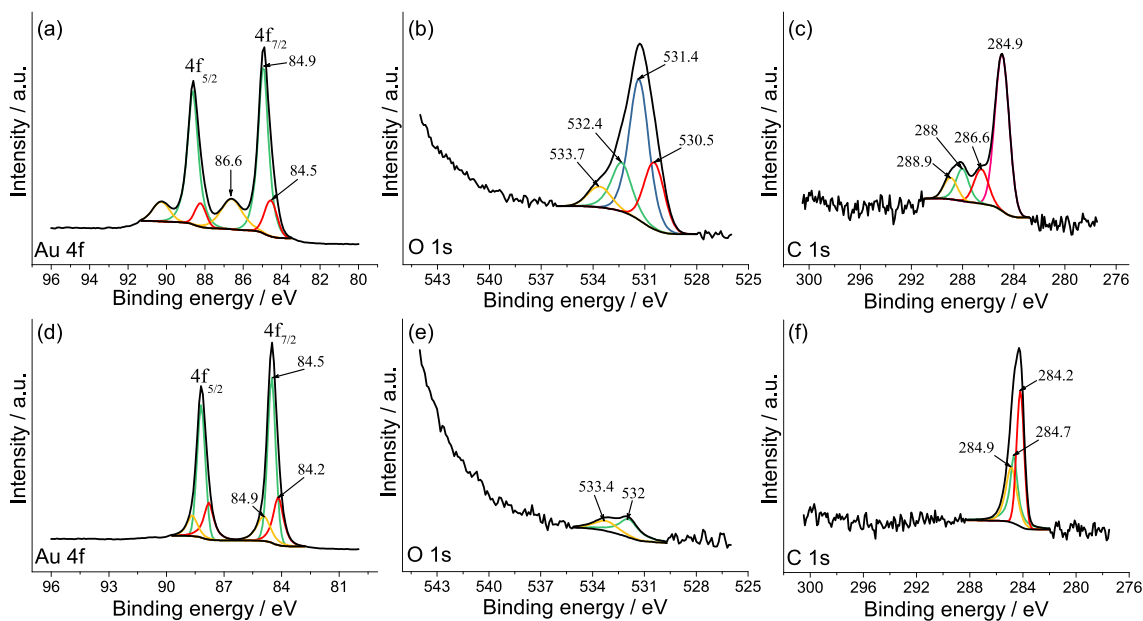 (a)
4f5/2
4f7/2
84.9
86.6
84.5
Au 4f
96 94 92 90 88 86 84 82 80
Binding energy / eV
Intensity / a.u.
(b)
531.4
532.4
533.7
530.5
O 1s
543 540 537 534 531 528 525
Binding energy / eV
Intensity / a.u.
(c)
284.9
288
286.6
288.9
C 1s
300 296 292 288 284 280 276
Binding energy / eV
Intensity / a.u.
(d)
4f5/2
4f7/2
84.5
84.2
84.9
Au 4f
96 93 90 87 84 81
Binding energy / eV
Intensity / a.u.
(e)
533.4
532
O 1s
543 540 537 534 531 528 525
Binding energy / eV
Intensity / a.u.
(f)
284.2
284.9
284.7
C 1s
300 296 292 288 284 280 276
Binding energy / eV
Intensity / a.u.